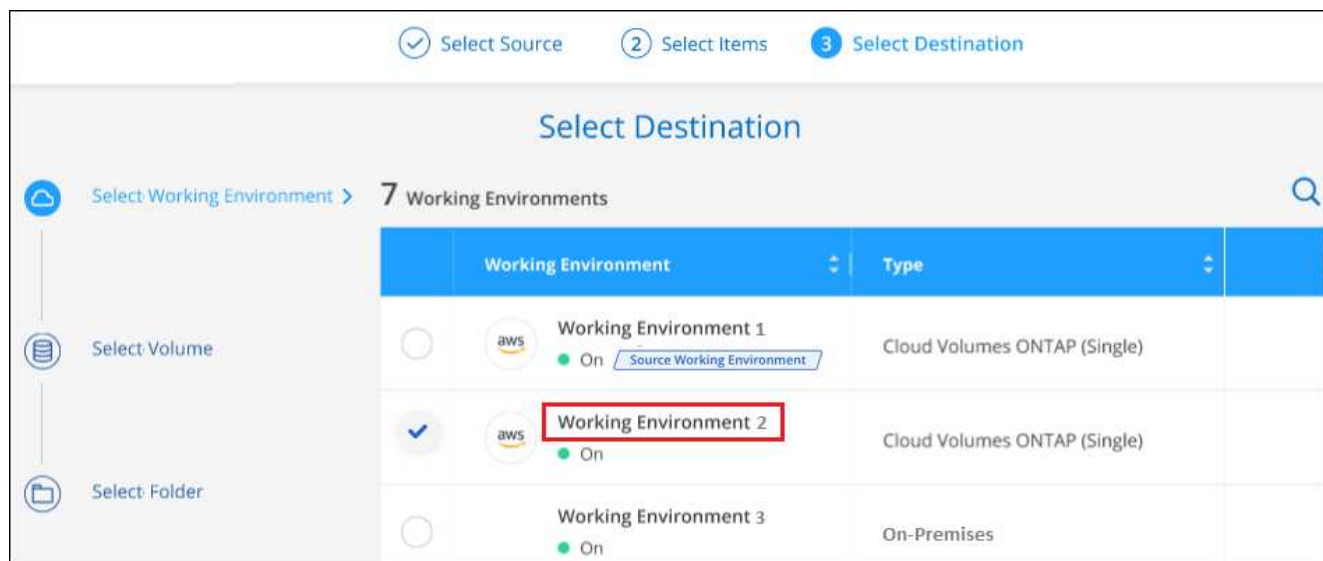 Select Source 2 Select Items 3 Select Destination
Select Destination
Select Working Environment
7 Working Environments
Working Environment Type
aws Working Environment 1
On Source Working Environment
Cloud Volumes ONTAP (Single)
Select Volume
aws Working Environment 2
On
Cloud Volumes ONTAP (Single)
Select Folder
Working Environment 3
On
On-Premises